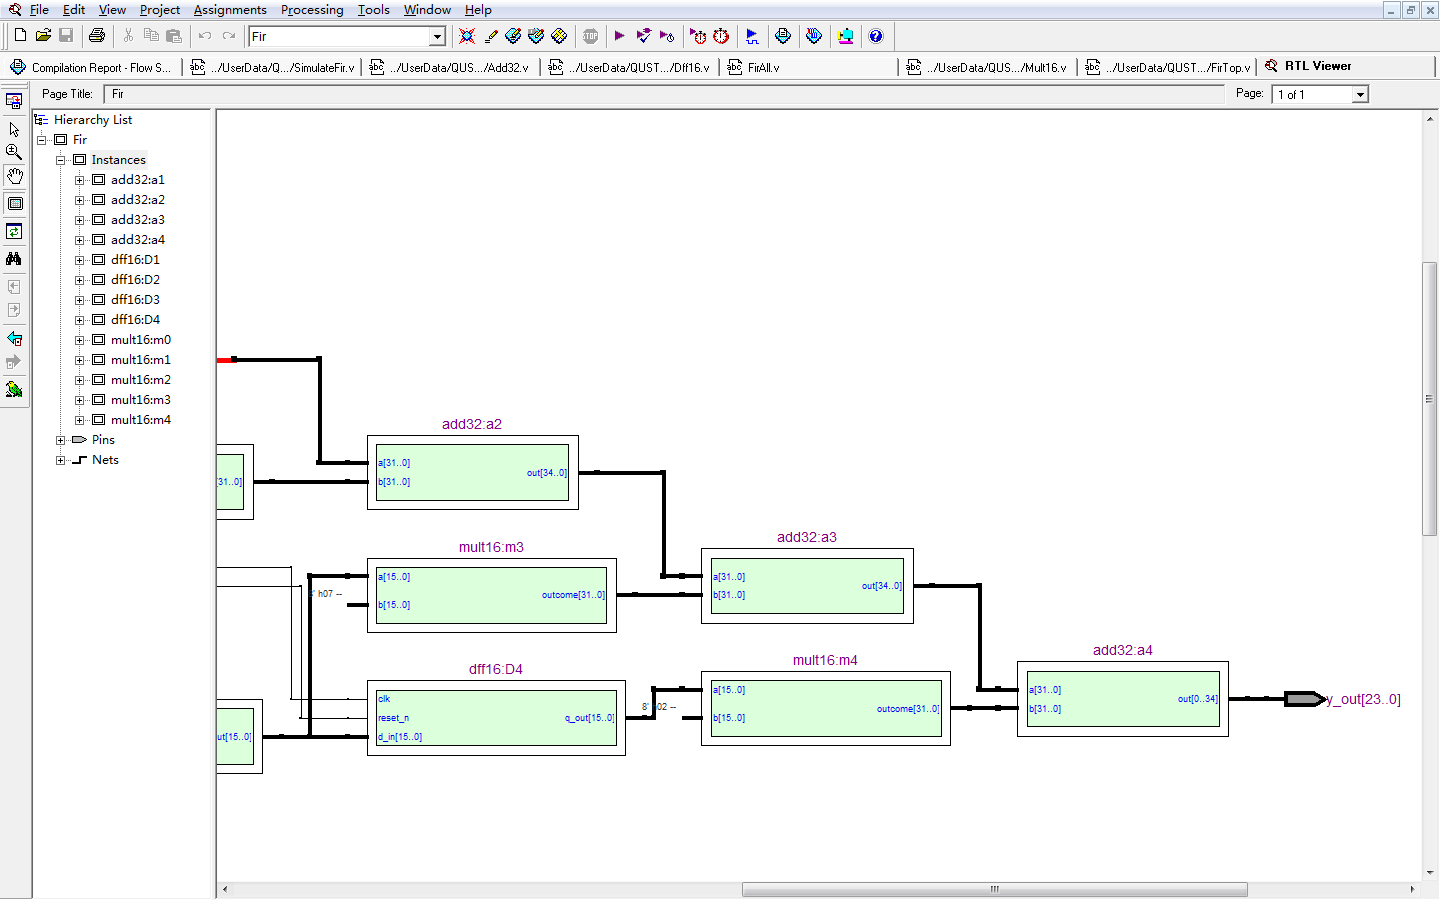 File Edit View Project Assignments Processing Tools Window Help
Fir
STOP
Compilation Report - Flow S... abc ../UserData/Q.../SimulateFir.v abc ../UserData/QUS.../Add32.v abc ../UserData/QUST.../Dff16.v abc FirAll.v abc ../UserData/QUS.../Mult16.v abc ../UserData/QUST.../FirTop.v RTL Viewer
Page Title: Fir Page: 1 of 1
Hierarchy List
Fir
Instances
add32:a1
add32:a2
add32:a3
add32:a4
dff16:D1
dff16:D2
dff16:D3
dff16:D4
mult16:m0
mult16:m1
mult16:m2
mult16:m3
mult16:m4
Pins
Nets
add32:a2
a[31..0]
b[31..0]
out[34..0]
[31..0]
mult16:m3
a[15..0]
' h07 --
b[15..0]
outcome[31..0]
add32:a3
a[31..0]
b[31..0]
out[34..0]
dff16:D4
clk
reset_n
d_in[15..0]
q_out[15..0]
ut[15..0]
mult16:m4
a[15..0]
8' h02 --
b[15..0]
outcome[31..0]
add32:a4
a[31..0]
b[31..0]
out[0..34]
y_out[23..0]